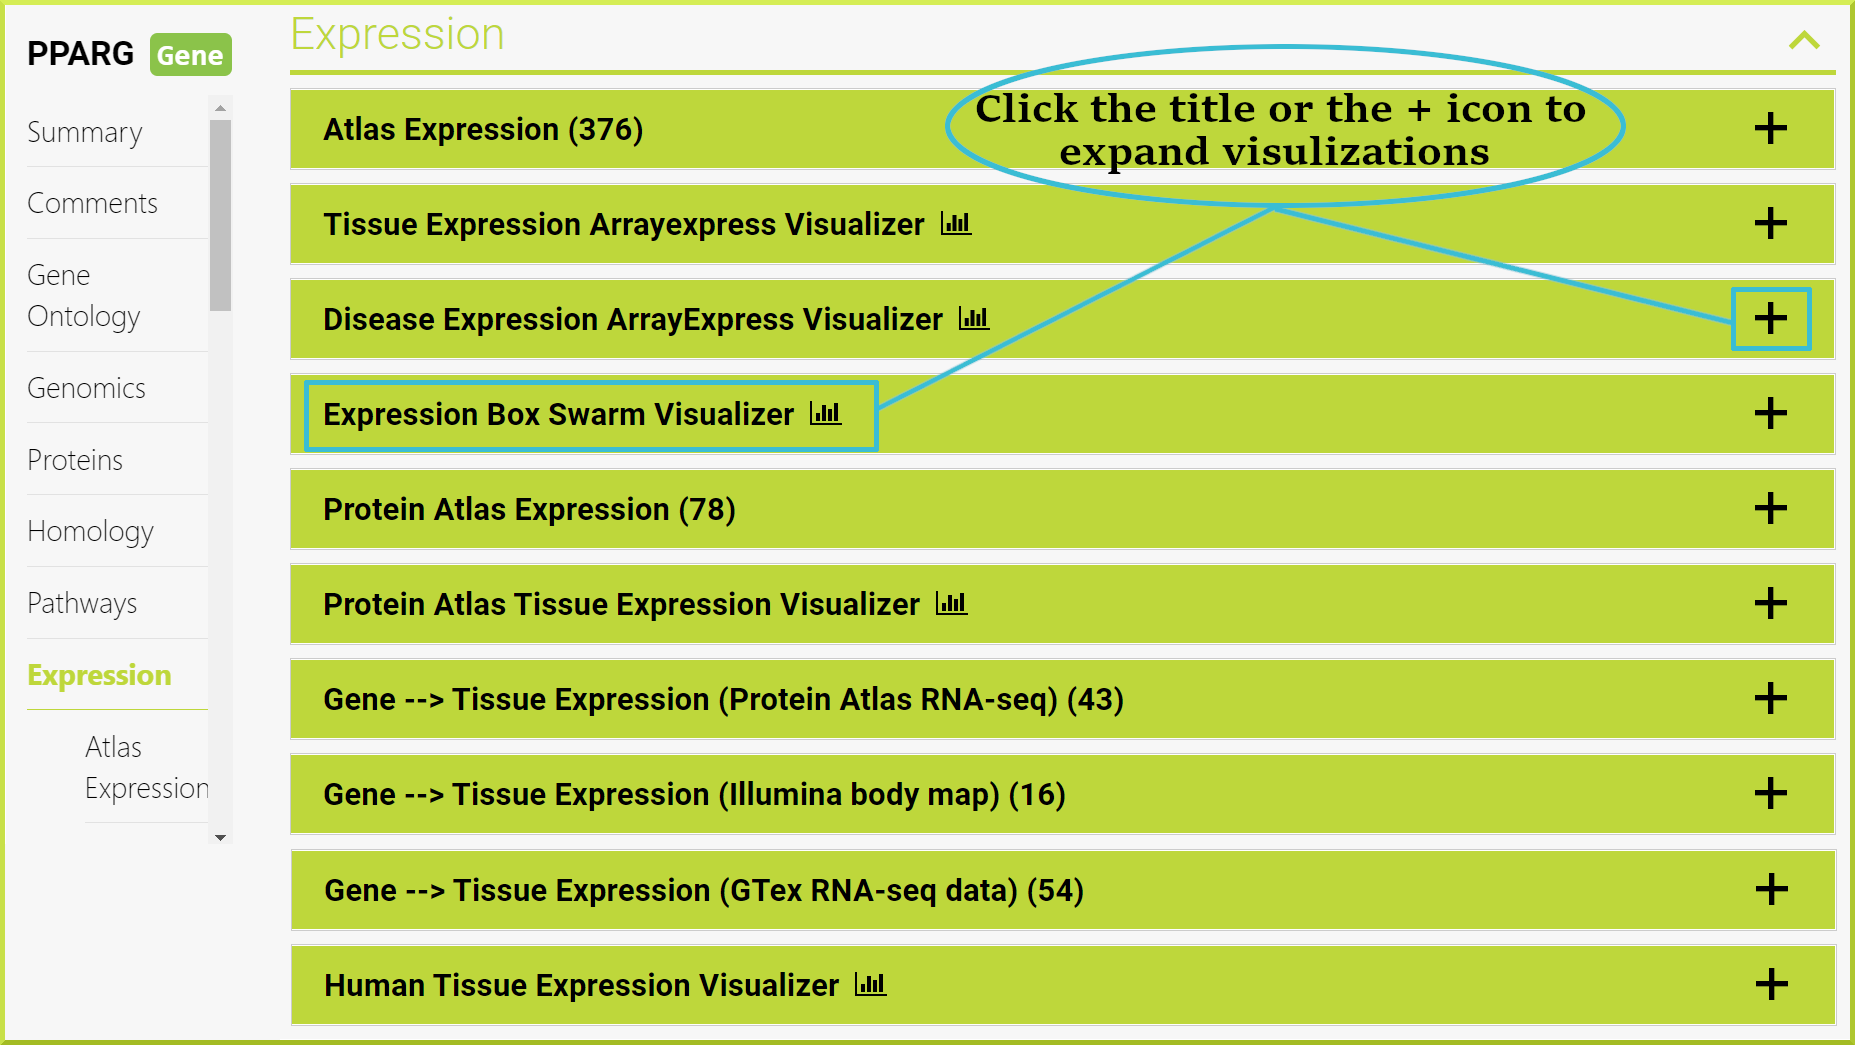 PPARG Gene
Summary
Comments
Gene
Ontology
Genomics
Proteins
Homology
Pathways
Expression
Atlas
Expression
Expression
Click the title or the + icon to
expand visulizations
Atlas Expression (376)
Tissue Expression Arrayexpress Visualizer
Disease Expression ArrayExpress Visualizer
Expression Box Swarm Visualizer
Protein Atlas Expression (78)
Protein Atlas Tissue Expression Visualizer
Gene --> Tissue Expression (Protein Atlas RNA-seq) (43)
Gene --> Tissue Expression (Illumina body map) (16)
Gene --> Tissue Expression (GTex RNA-seq data) (54)
Human Tissue Expression Visualizer